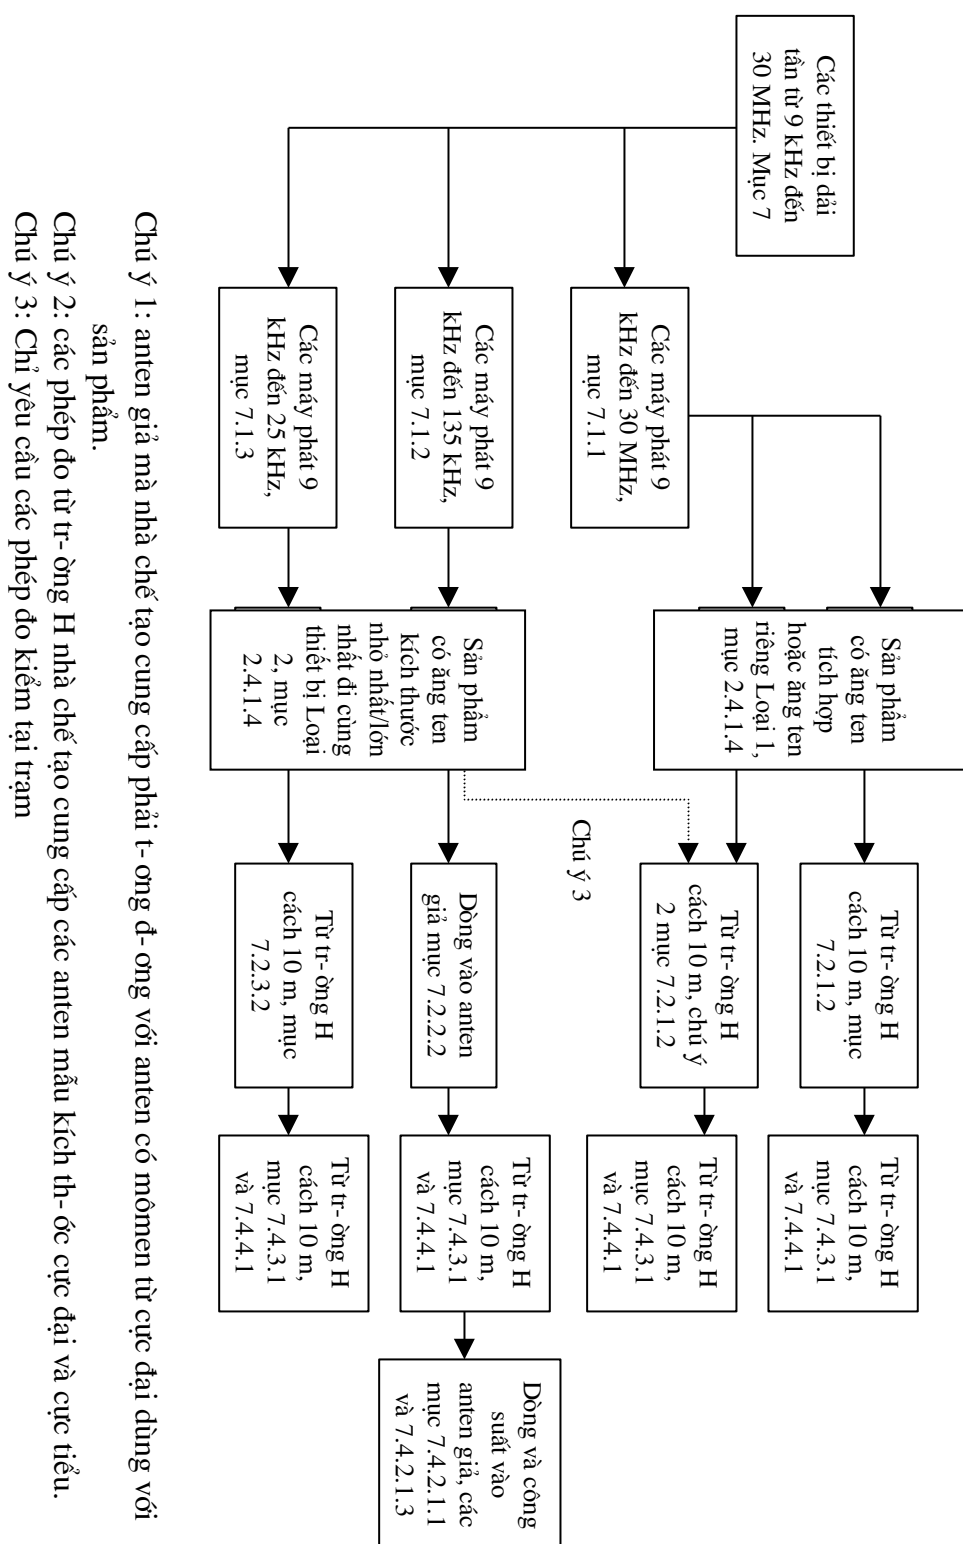 Các thiết bị dải
tần từ 9 kHz đến
30 MHz. Mục 7
Các máy phát 9
kHz đến 30 MHz,
mục 7.1.1
Các máy phát 9
kHz đến 135 kHz,
mục 7.1.2
Các máy phát 9
kHz đến 25 kHz,
mục 7.1.3
Sản phẩm
có ăng ten
tích hợp
hoặc ăng ten
riêng Loại 1,
mục 2.4.1.4
Sản phẩm
có ăng ten
kích thước
nhỏ nhất/lớn
nhất đi cùng
thiết bị Loại
2, mục
2.4.1.4
Chú ý 3
Từ tr- ờng H
cách 10 m, mục
7.2.1.2
Từ tr- ờng H
cách 10 m, chú ý
2 mục 7.2.1.2
Dòng vào anten
giả mục 7.2.2.2
Từ tr- ờng H
cách 10 m, mục
7.2.3.2
Từ tr- ờng H
cách 10 m,
mục 7.4.3.1
và 7.4.4.1
Từ tr- ờng H
cách 10 m,
mục 7.4.3.1
và 7.4.4.1
Từ tr- ờng H
cách 10 m,
mục 7.4.3.1
và 7.4.4.1
Từ tr- ờng H
cách 10 m,
mục 7.4.3.1
và 7.4.4.1
Dòng và công
suất vào
anten giả, các
mục 7.4.2.1.1
và 7.4.2.1.3
Chú ý 1: anten giả mà nhà chế tạo cung cấp phải t- ơng đ- ơng với anten có mômen từ cực đại dùng với
sản phẩm.
Chú ý 2: các phép đo từ tr- ờng H nhà chế tạo cung cấp các anten mẫu kích th- ớc cực đại và cực tiểu.
Chú ý 3: Chỉ yêu cầu các phép đo kiểm tại trạm